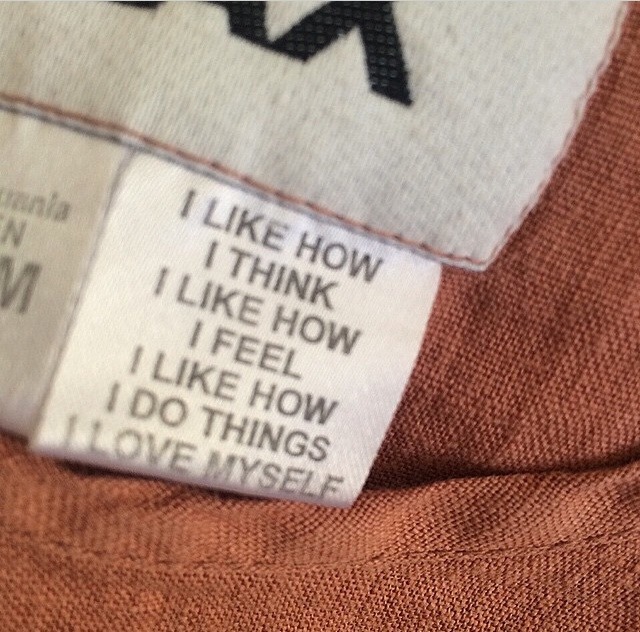 I LIKE HOW
I THINK
I LIKE HOW
I FEEL
I LIKE HOW
I DO THINGS
I LOVE MYSELF
M